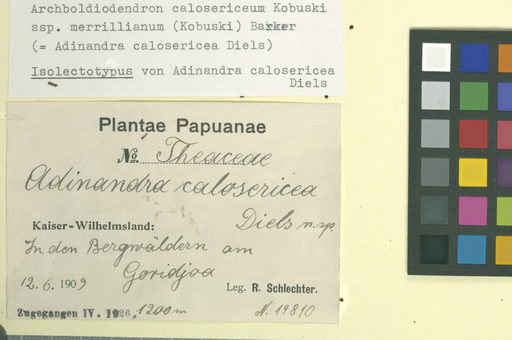 Archboldiodendron calosericeum Kobuski
ssp. merrillianum (Kobuski) Barker
(= Adinandra calosericea Diels)
Isolectotypus von Adinandra calosericea
Diels
Plantae Papuanae
No Theaceae
Adinandra calosericea
Kaiser-Wilhelmsland: Diels n. sp.
In den Bergwäldern am
Goridjoa
12. 6. 1909 Leg. R. Schlechter.
Zugegangen IV. 1926, 1200 m N. 19810